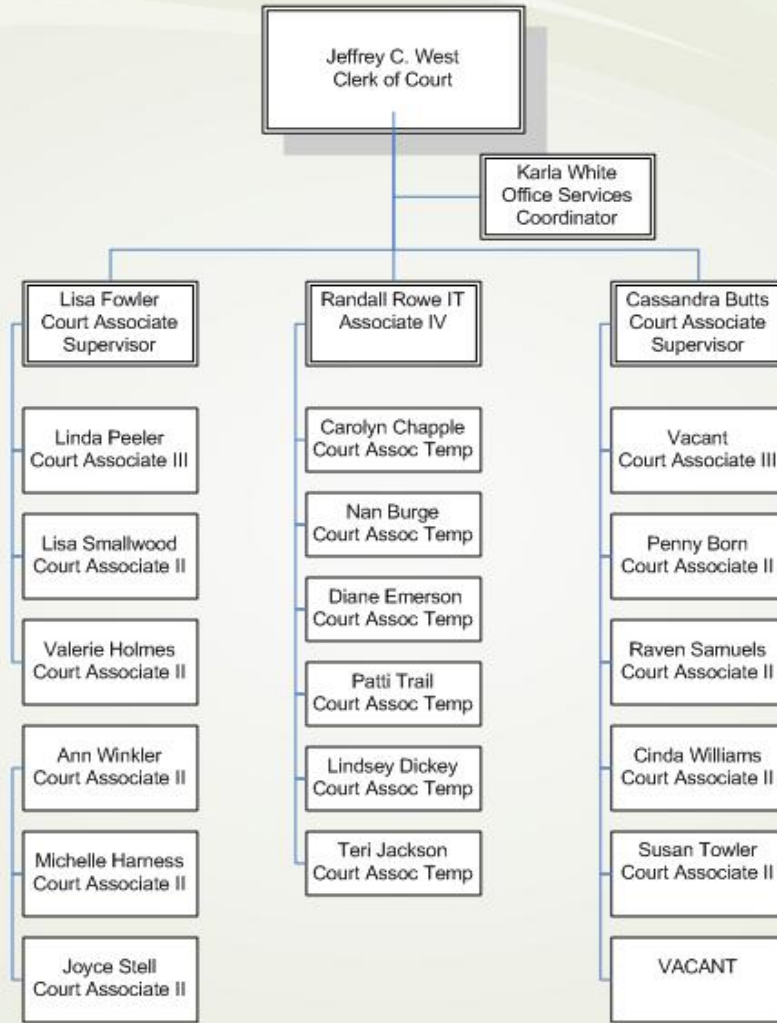 Jeffrey C. West
Clerk of Court
Karla White
Office Services
Coordinator
Lisa Fowler
Court Associate
Supervisor
Linda Peeler
Court Associate III
Lisa Smallwood
Court Associate II
Valerie Holmes
Court Associate II
Ann Winkler
Court Associate II
Michelle Harness
Court Associate II
Joyce Stell
Court Associate II
Randall Rowe IT
Associate IV
Carolyn Chapple
Court Assoc Temp
Nan Burge
Court Assoc Temp
Diane Emerson
Court Assoc Temp
Patti Trail
Court Assoc Temp
Lindsey Dickey
Court Assoc Temp
Teri Jackson
Court Assoc Temp
Cassandra Butts
Court Associate
Supervisor
Vacant
Court Associate III
Penny Born
Court Associate II
Raven Samuels
Court Associate II
Cinda Williams
Court Associate II
Susan Towler
Court Associate II
VACANT